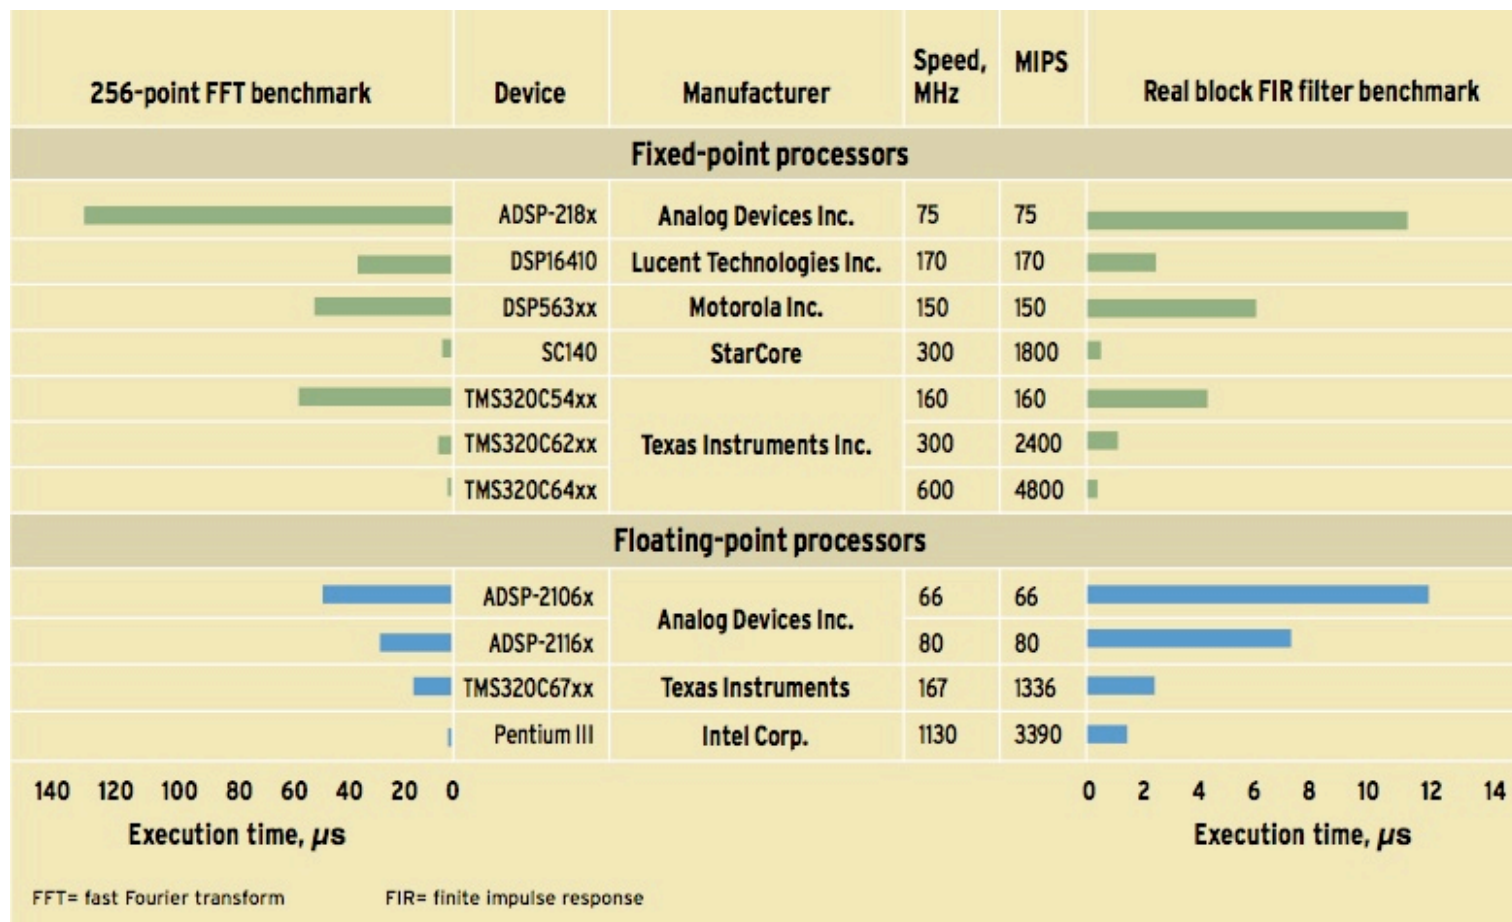 256-point FFT benchmark Device Manufacturer Speed, MHz MIPS Real block FIR filter benchmark
Fixed-point processors
ADSP-218x Analog Devices Inc. 75 75
DSP16410 Lucent Technologies Inc. 170 170
DSP563xx Motorola Inc. 150 150
SC140 StarCore 300 1800
TMS320C54xx 160 160
TMS320C62xx Texas Instruments Inc. 300 2400
TMS320C64xx 600 4800
Floating-point processors
ADSP-2106x Analog Devices Inc. 66 66
ADSP-2116x 80 80
TMS320C67xx Texas Instruments 167 1336
Pentium III Intel Corp. 1130 3390
140 120 100 80 60 40 20 0 0 2 4 6 8 10 12 14
Execution time, µs Execution time, µs
FFT= fast Fourier transform FIR= finite impulse response